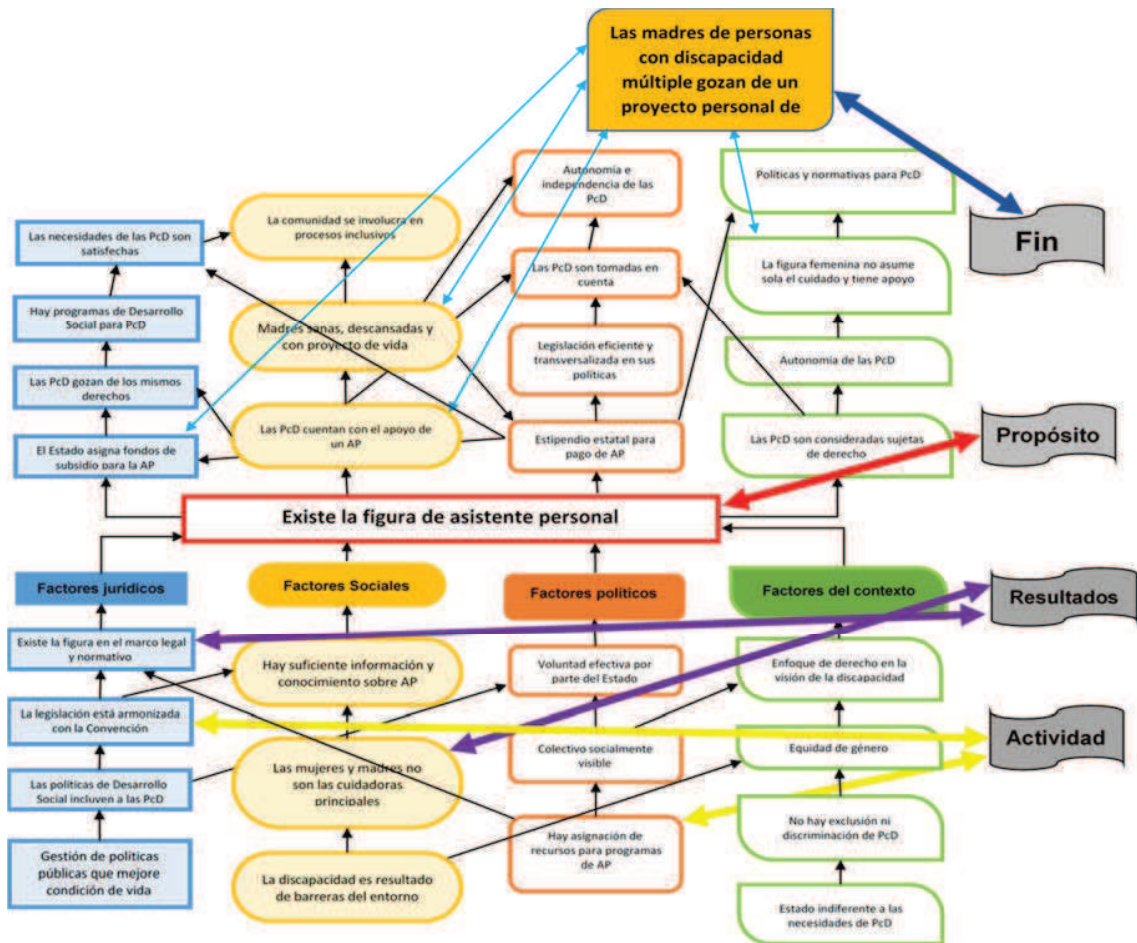 Las madres de personas
con discapacidad
múltiple gozan de un
proyecto personal de
Autonomía e
independencia de las
PcD
Políticas y normativas para PcD
La comunidad se involucra en
procesos inclusivos
Las necesidades de las PcD son
satisfechas
Fin
La figura femenina no asume
sola el cuidado y tiene apoyo
Las PcD son tomadas en
cuenta
Hay programas de Desarrollo
Social para PcD
Madres sanas, descansadas y
con proyecto de vida
Legislación eficiente y
transversalizada en sus
políticas
Autonomía de las PcD
Las PcD gozan de los mismos
derechos
Las PcD cuentan con el apoyo de
un AP
Estipendio estatal para
pago de AP
Las PcD son consideradas sujetas
de derecho
Propósito
El Estado asigna fondos de
subsidio para la AP
Existe la figura de asistente personal
Factores jurídicos
Factores Sociales
Factores políticos
Factores del contexto
Resultados
Existe la figura en el marco legal
y normativo
Hay suficiente información y
conocimiento sobre AP
Voluntad efectiva por
parte del Estado
Enfoque de derecho en la
visión de la discapacidad
La legislación está armonizada
con la Convención
Actividad
Las mujeres y madres no
son las cuidadoras
principales
Colectivo socialmente
visible
Equidad de género
Las políticas de Desarrollo
Social incluyen a las PcD
No hay exclusión ni
discriminación de PcD
Hay asignación de
recursos para programas
de AP
Gestión de políticas
públicas que mejore
condición de vida
La discapacidad es resultado
de barreras del entorno
Estado indiferente a las
necesidades de PcD